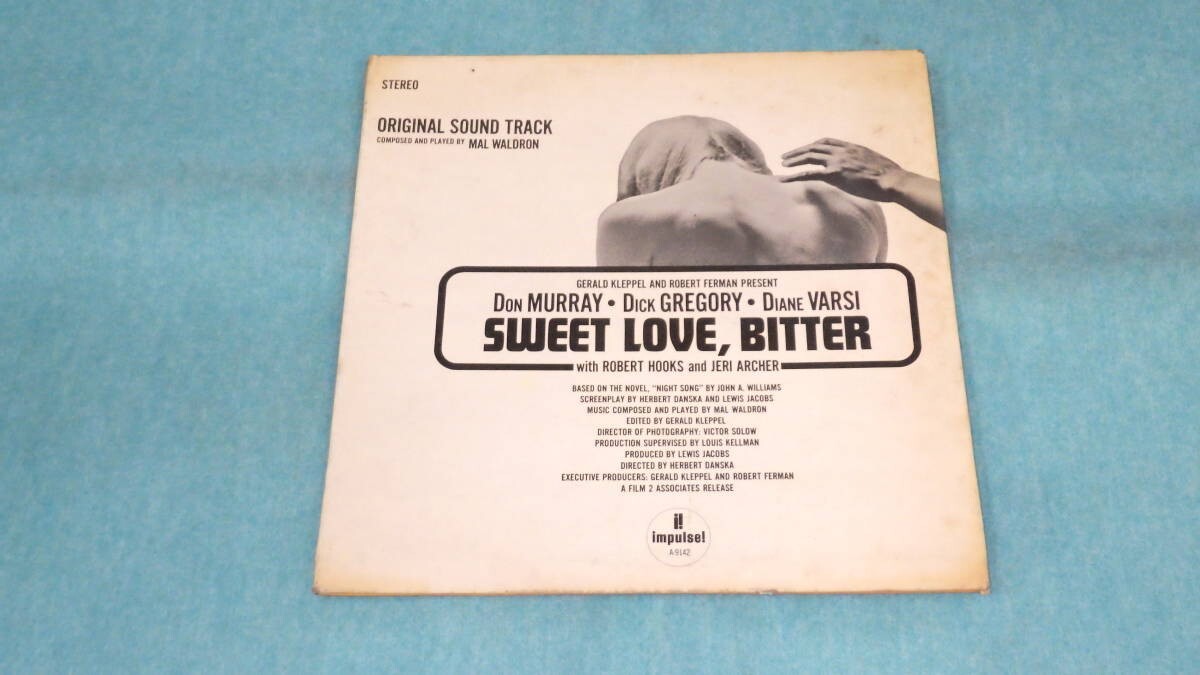 STEREO
ORIGINAL SOUND TRACK
COMPOSED AND PLAYED BY MAL WALDRON
GERALD KLEPPEL AND ROBERT FERMAN PRESENT
DON MURRAY • DICK GREGORY • DIANE VARSI
SWEET LOVE, BITTER
with ROBERT HOOKS and JERI ARCHER
BASED ON THE NOVEL, "NIGHT SONG" BY JOHN A. WILLIAMS
SCREENPLAY BY HERBERT DANSKA AND LEWIS JACOBS
MUSIC COMPOSED AND PLAYED BY MAL WALDRON
EDITED BY GERALD KLEPPEL
DIRECTOR OF PHOTOGRAPHY: VICTOR SOLOW
PRODUCTION SUPERVISED BY LOUIS KELLMAN
PRODUCED BY LEWIS JACOBS
DIRECTED BY HERBERT DANSKA
EXECUTIVE PRODUCERS: GERALD KLEPPEL AND ROBERT FERMAN
A FILM 2 ASSOCIATES RELEASE
i!
impulse!
A-9142